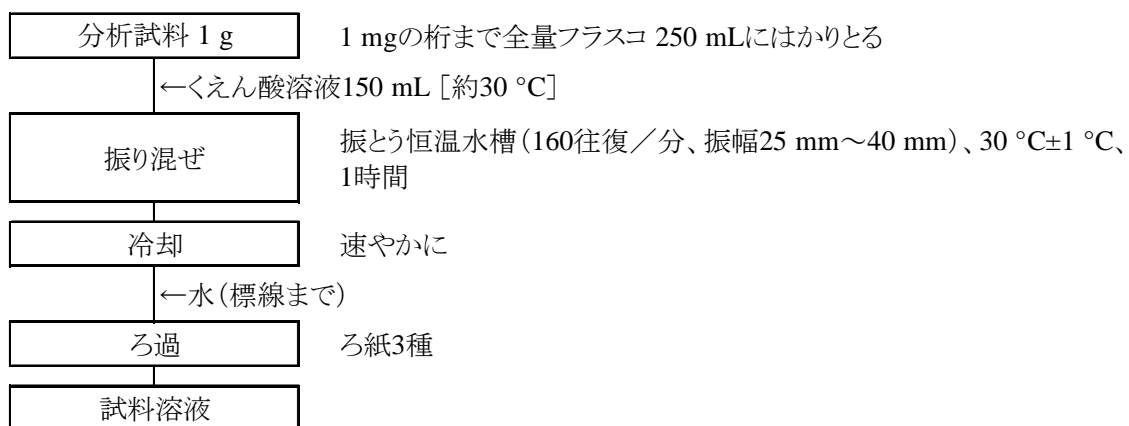 分析試料 1 g
1 mgの桁まで全量フラスコ 250 mLにはかりとる
←くえん酸溶液150 mL [約30 °C]
振り混ぜ
振とう恒温水槽(160往復/分、振幅25 mm~40 mm)、30 °C±1 °C、
1時間
冷却
速やかに
←水(標線まで)
ろ過
ろ紙3種
試料溶液